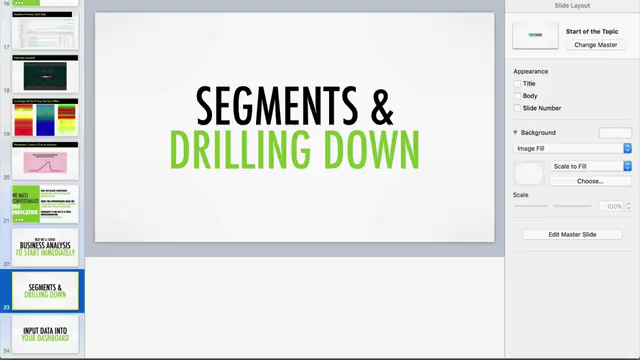 16
17
18
19
20
21
BUSINESS ANALYSIS
TO START IMMEDIATELY
22
SEGMENTS &
DRILLING DOWN
23
INPUT DATA INTO
YOUR DASHBOARD
24
SEGMENTS &
DRILLING DOWN
Slide Layout
Start of the Topic
Change Master
Appearance
Title
Body
Slide Number
Background
Image Fill
Scale to Fill
Choose...
Scale
100%
Edit Master Slide